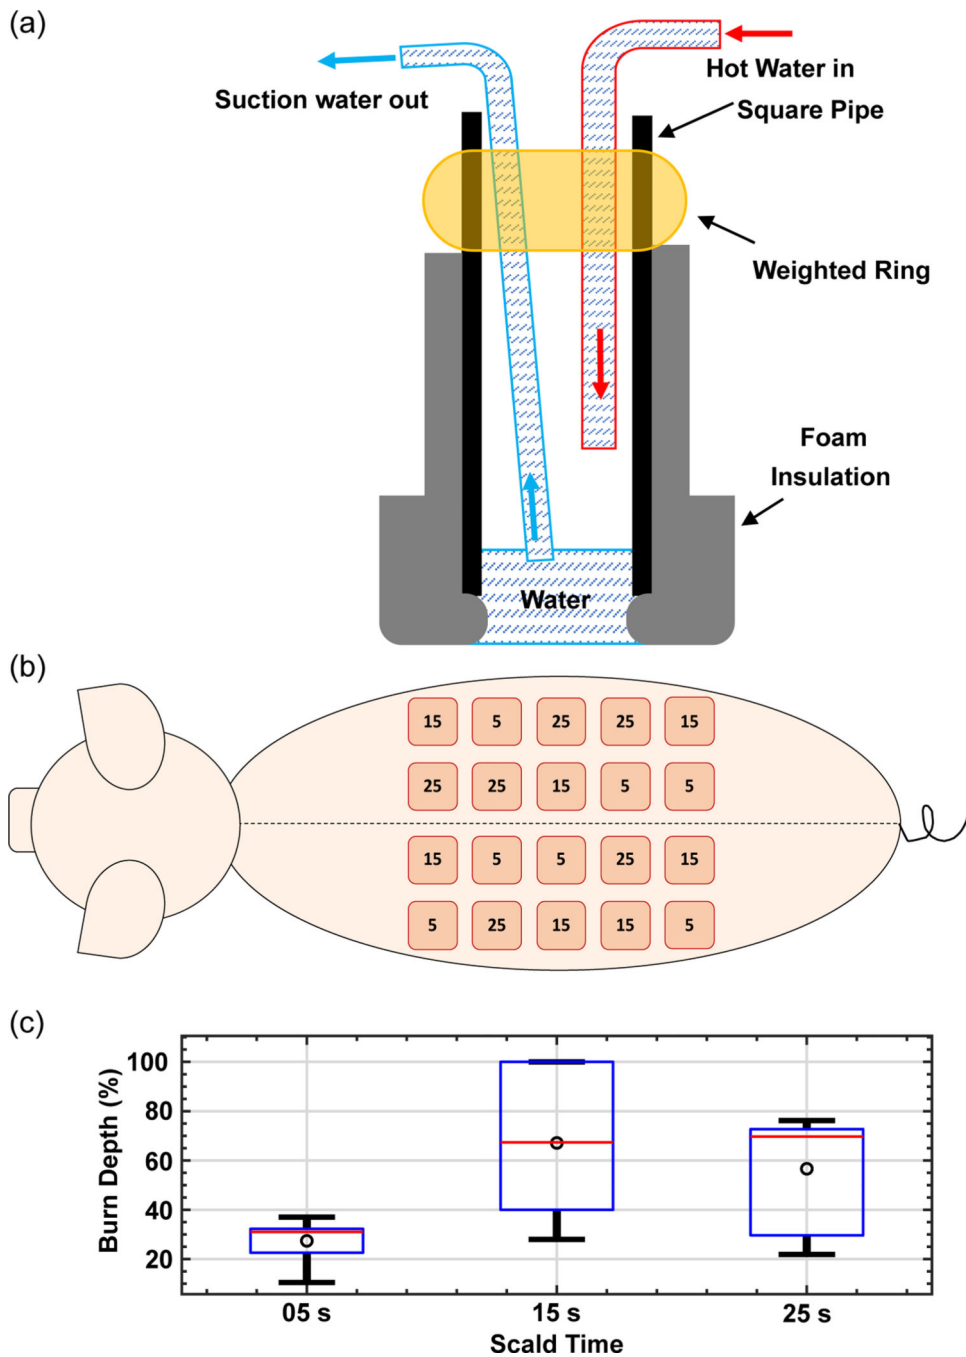 (a)
Suction water out
Hot Water in
Square Pipe
Weighted Ring
Foam
Insulation
Water
(b)
15 5 25 25 15
25 25 15 5 5
15 5 5 25 15
5 25 15 15 5
(c)
Burn Depth (%)
100
80
60
40
20
05 s 15 s 25 s
Scald Time